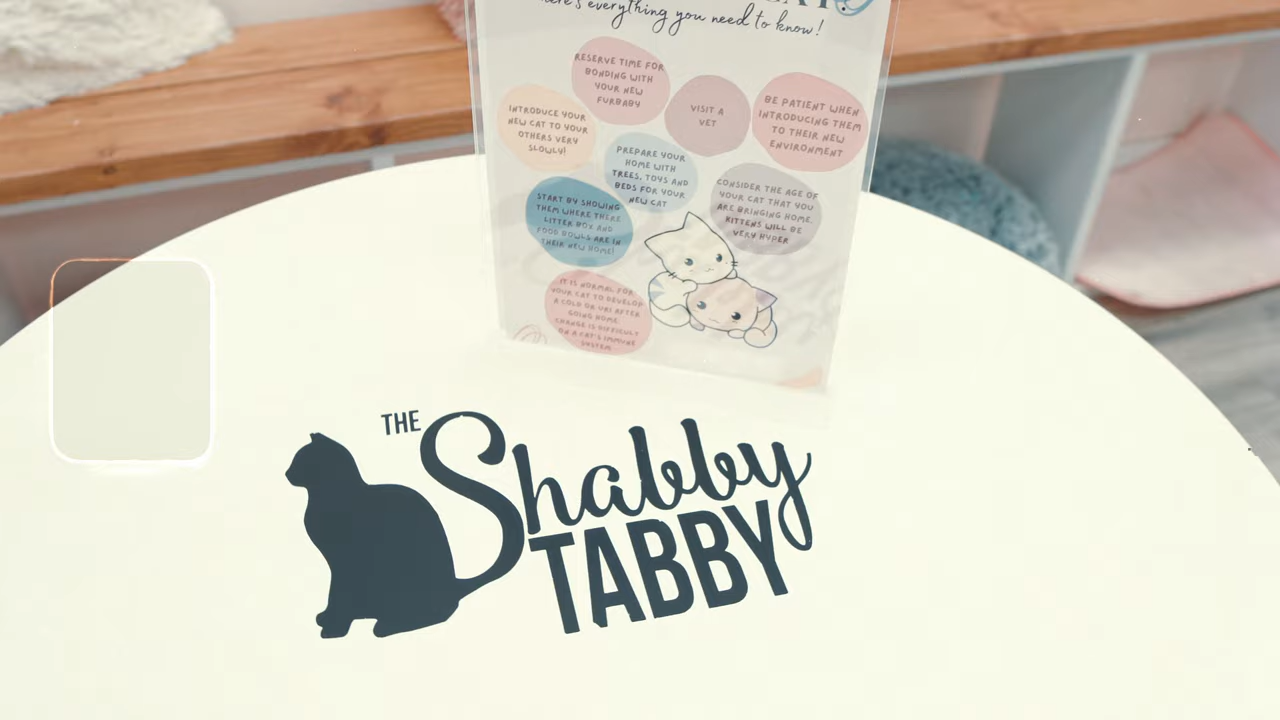 here's everything you need to know!
RESERVE TIME FOR
BONDING WITH
YOUR NEW
FURBABY
VISIT A
VET
BE PATIENT WHEN
INTRODUCING THEM
TO THEIR NEW
ENVIRONMENT
INTRODUCE YOUR
NEW CAT TO YOUR
OTHERS VERY
SLOWLY!
PREPARE YOUR
HOME WITH
TREES, TOYS AND
BEDS FOR YOUR
NEW CAT
CONSIDER THE AGE OF
YOUR CAT THAT YOU
ARE BRINGING HOME.
KITTENS WILL BE
VERY HYPER
START BY SHOWING
THEM WHERE THERE
LITTER BOX AND
FOOD BOWLS ARE IN
THEIR NEW HOME!
IT IS NORMAL FOR
YOUR CAT TO DEVELOP
A COLD OR URI AFTER
GOING HOME.
CHANGE IS DIFFICULT
ON A CAT'S IMMUNE
SYSTEM
THE
Shabby
TABBY